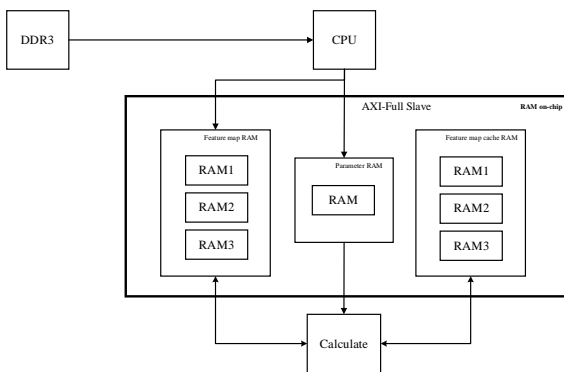 DDR3
CPU
AXI-Full Slave
RAM on-chip
Feature map RAM
RAM1
RAM2
RAM3
Parameter RAM
RAM
Feature map cache RAM
RAM1
RAM2
RAM3
Calculate